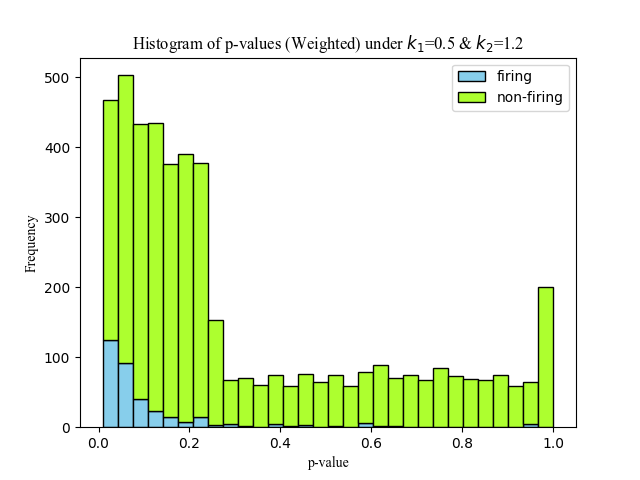 Histogram of p-values (Weighted) under k₁=0.5 & k₂=1.2
firing
non-firing
Frequency
500
400
300
200
100
0
0.0 0.2 0.4 0.6 0.8 1.0
p-value